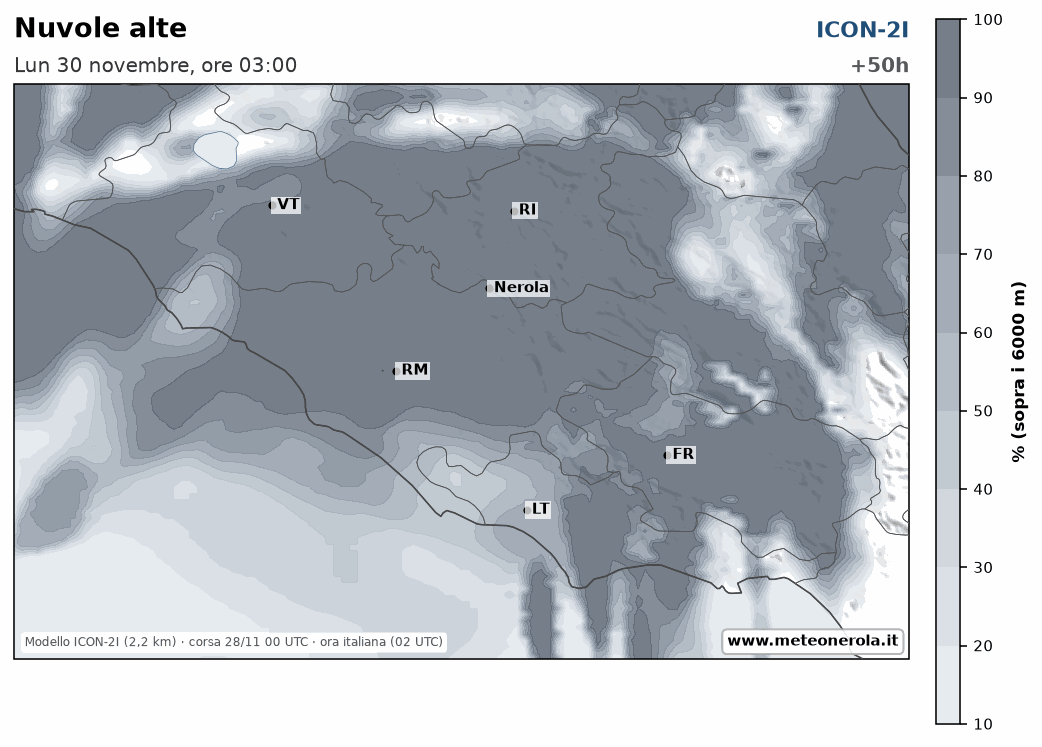 Nuvole alte
ICON-2I
Lun 30 novembre, ore 03:00
+50h
100
90
80
70
60
50
40
30
20
10
% (sopra i 6000 m)
VT
RI
Nerola
RM
FR
LT
Modello ICON-2I (2,2 km) · corsa 28/11 00 UTC · ora italiana (02 UTC)
www.meteonerola.it